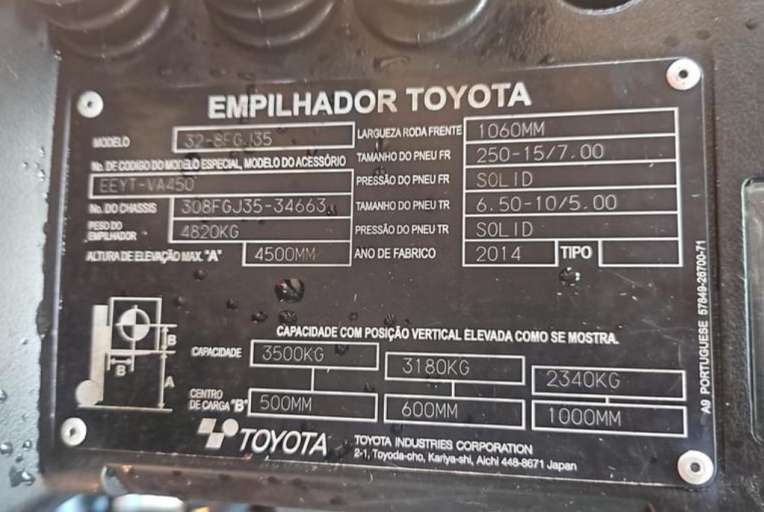 EMPILHADOR TOYOTA
MODELO 32-8FGJ35 LARGUEZA RODA FRENTE 1060MM
No. DE CODIGO DO MODELO ESPECIAL, MODELO DO ACESSÓRIO TAMANHO DO PNEU FR 250-15/7.00
EEYT-VA450 PRESSÃO DO PNEU FR SOLID
No. DO CHASSIS 308FGJ35-34663 TAMANHO DO PNEU TR 6.50-10/5.00
PESO DO EMPILHADOR 4820KG PRESSÃO DO PNEU TR SOLID
ALTURA DE ELEVAÇÃO MAX. "A" 4500MM ANO DE FABRICO 2014 TIPO
CAPACIDADE COM POSIÇÃO VERTICAL ELEVADA COMO SE MOSTRA.
B
B
A
CAPACIDADE 3500KG 3180KG 2340KG
CENTRO DE CARGA "B" 500MM 600MM 1000MM
TOYOTA TOYOTA INDUSTRIES CORPORATION
2-1, Toyoda-cho, Kariya-shi, Aichi 448-8671 Japan
A9 PORTUGUESE 57849-26700-71